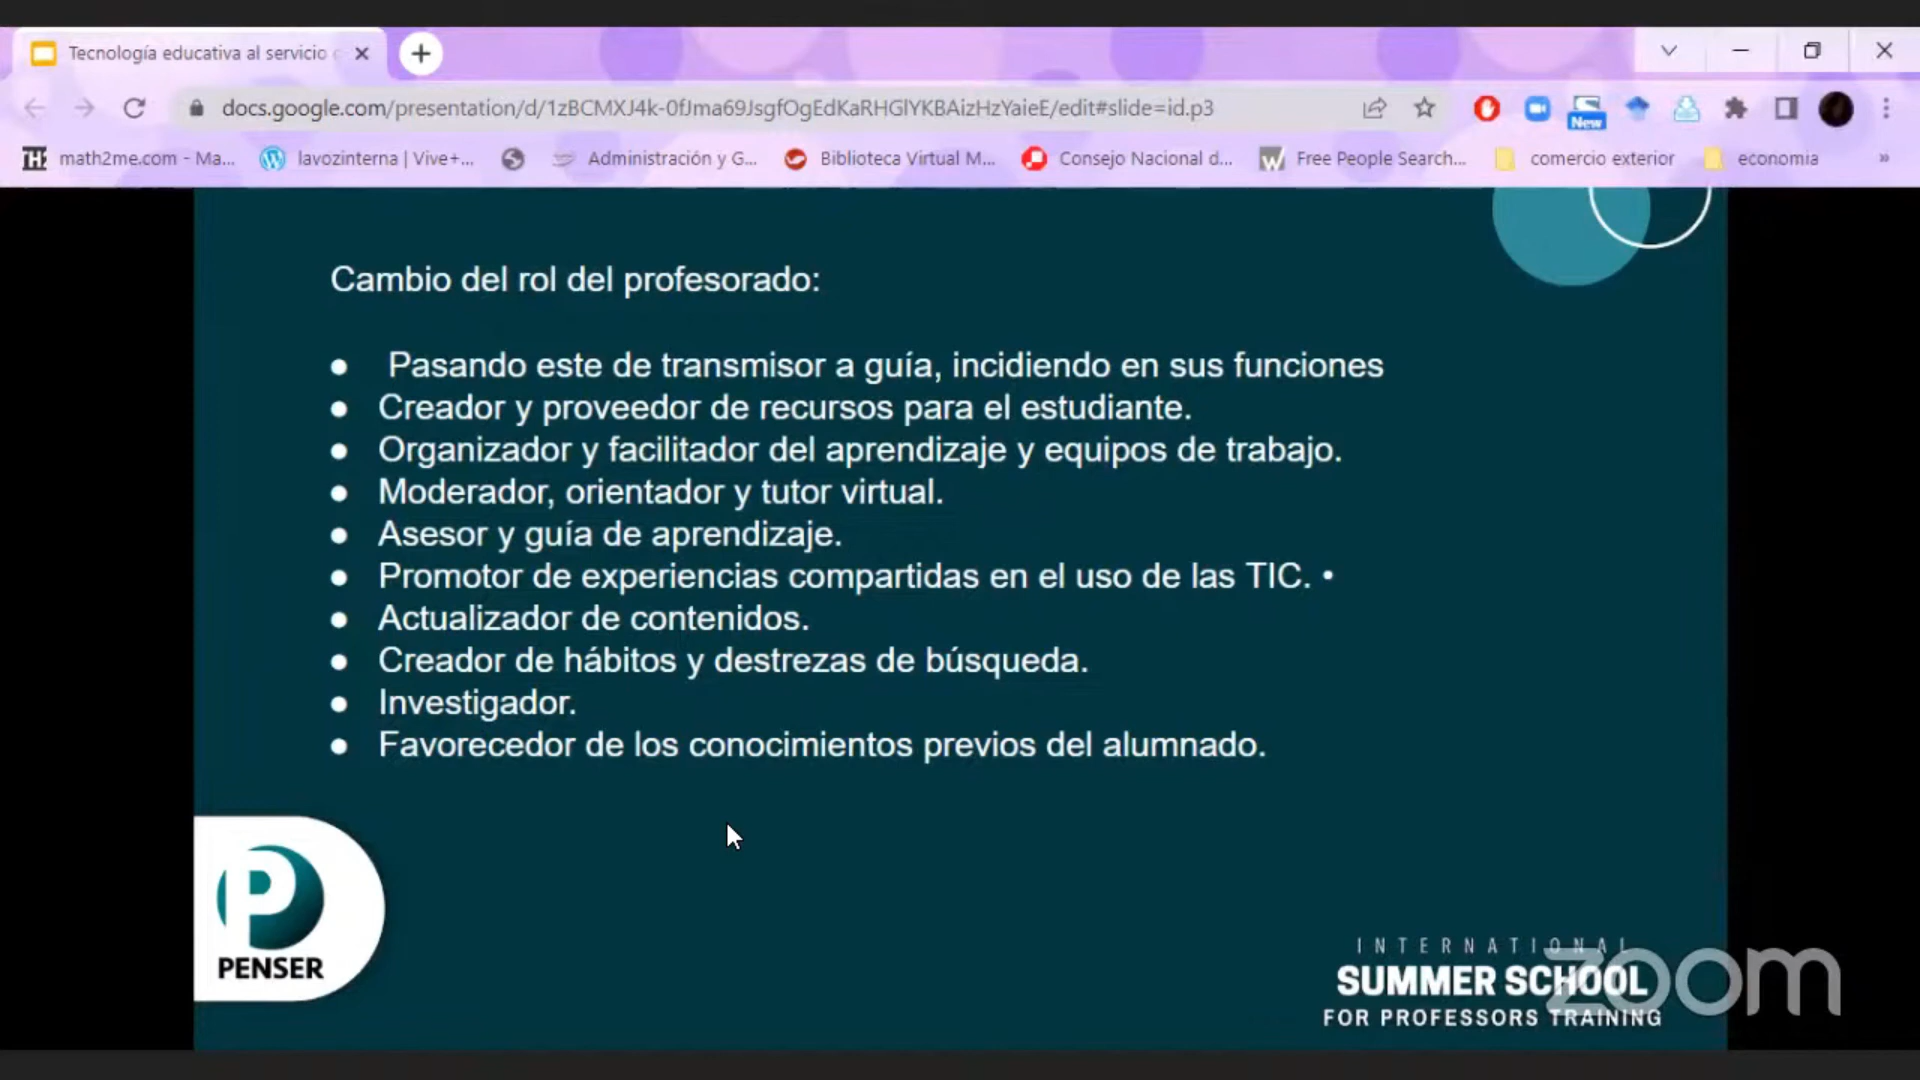 Tecnología educativa al servicio
docs.google.com/presentation/d/1zBCMXJ4k-0fJma69JsgfOgEdKaRHGlYKBAizHzYaieE/edit#slide=id.p3
New
math2me.com - Ma...
lavozinterna | Vive+...
Administración y G...
Biblioteca Virtual M...
Consejo Nacional d...
Free People Search...
comercio exterior
economia
»
Cambio del rol del profesorado:
● Pasando este de transmisor a guía, incidiendo en sus funciones
● Creador y proveedor de recursos para el estudiante.
● Organizador y facilitador del aprendizaje y equipos de trabajo.
● Moderador, orientador y tutor virtual.
● Asesor y guía de aprendizaje.
● Promotor de experiencias compartidas en el uso de las TIC. •
● Actualizador de contenidos.
● Creador de hábitos y destrezas de búsqueda.
● Investigador.
● Favorecedor de los conocimientos previos del alumnado.
P
PENSER
INTERNATIONAL
SUMMER SCHOOL
FOR PROFESSORS TRAINING
zoom